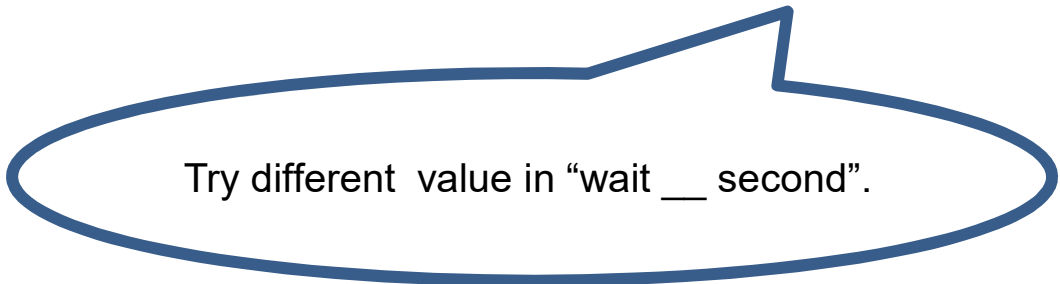 Try different  value in “wait __ second”.